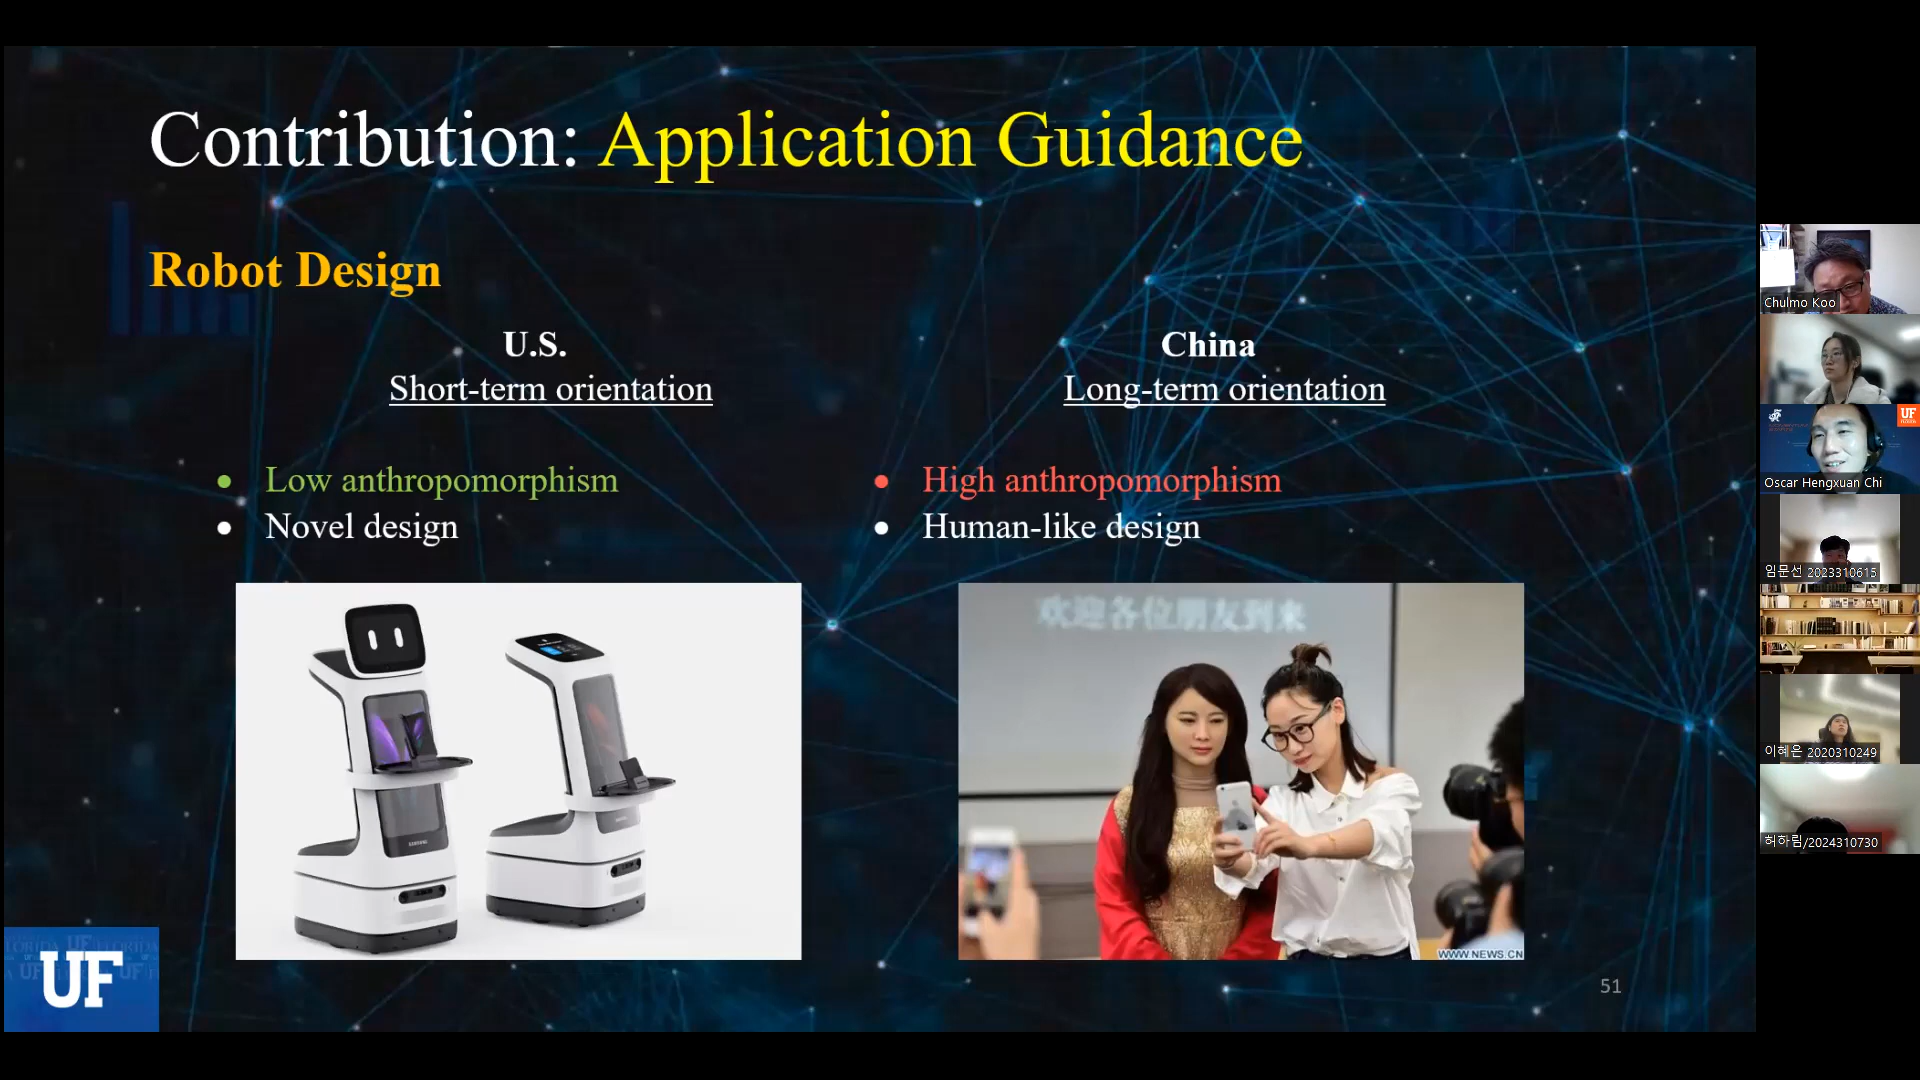 Contribution: Application Guidance
Robot Design
U.S.
Short-term orientation
• Low anthropomorphism
• Novel design
China
Long-term orientation
• High anthropomorphism
• Human-like design
SAMSUNG
欢迎各位朋友到来
WWW.NEWS.CN
51
UF
Chulmo Koo
UF
Oscar Hengxuan Chi
임문선 2023310615
이혜은 2020310249
허하림/2024310730